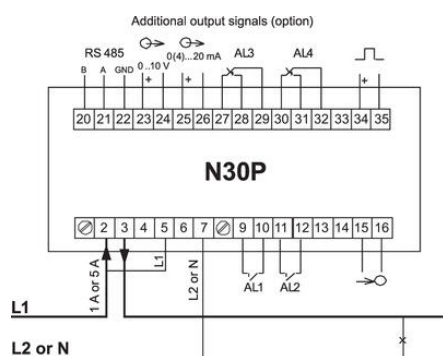 Additional output signals (option)
RS 485 0(4)...20 mA AL3 AL4
B A GND 0 ..10 V
+ + +
20 21 22 23 24 25 26 27 28 29 30 31 32 33 34 35
N30P
2 3 4 5 6 7 9 10 11 12 13 14 15 16
1 A or 5 A
L1
L2 or N
AL1 AL2
L1
L2 or N
x